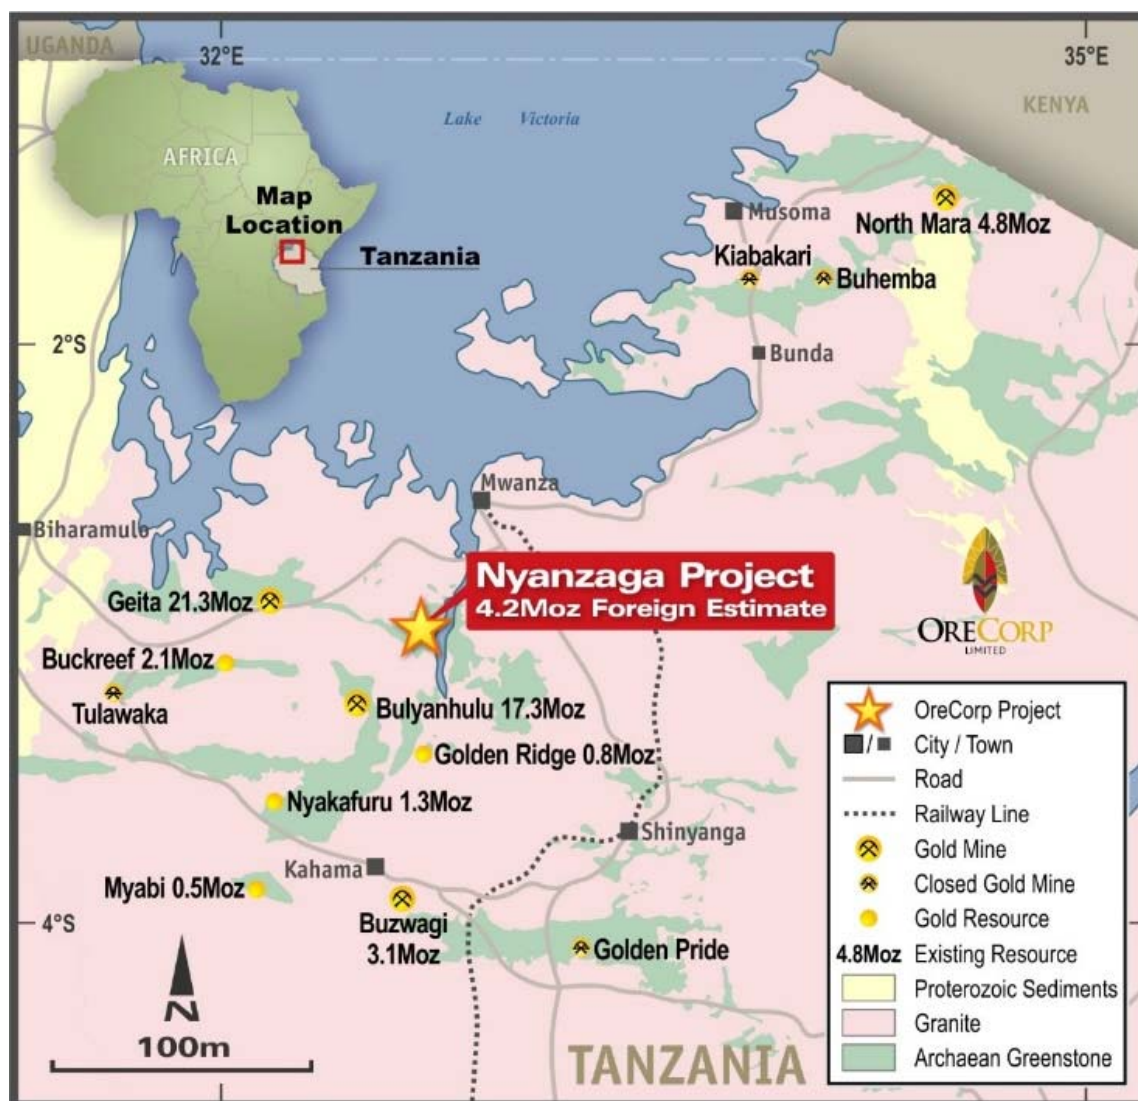 UGANDA
32°E
35°E
KENYA
Lake Victoria
AFRICA
Map
Location
Tanzania
Musoma
North Mara 4.8Moz
Kiabakari
Buhemba
2°S
Bunda
Mwanza
Biharamulo
Nyanzaga Project
4.2Moz Foreign Estimate
Geita 21.3Moz
ORECORP
LIMITED
Buckreef 2.1Moz
Tulawaka
Bulyanhulu 17.3Moz
Golden Ridge 0.8Moz
Nyakafuru 1.3Moz
Shinyanga
Kahama
Myabi 0.5Moz
Buzwagi
3.1Moz
4°S
Golden Pride
N
100m
TANZANIA
OreCorp Project
/ City / Town
Road
Railway Line
Gold Mine
Closed Gold Mine
Gold Resource
4.8Moz Existing Resource
Proterozoic Sediments
Granite
Archaean Greenstone